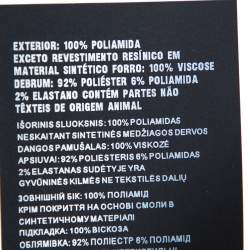 EXTERIOR: 100% POLIAMIDA
EXCETO REVESTIMENTO RESÍNICO EM
MATERIAL SINTÉTICO FORRO: 100% VISCOSE
DEBRUM: 92% POLIÉSTER 6% POLIAMIDA
2% ELASTANO CONTÉM PARTES NÃO
TÊXTEIS DE ORIGEM ANIMAL
IŠORINIS SLUOKSNIS: 100% POLIAMIDAS
NESKAITANT SINTETINĖS MEDŽIAGOS DERVOS
DANGOS PAMUŠALAS: 100% VISKOZĖ
APSIUVAI: 92% POLIESTERIS 6% POLIAMIDAS
2% ELASTANAS SUDĖTYJE YRA
GYVŪNINĖS KILMĖS NE TEKSTILĖS DALIŲ
ЗОВНІШНІЙ БІК: 100% ПОЛІАМІД
КРІМ ПОКРИТТЯ НА ОСНОВІ СМОЛИ В
СИНТЕТИЧНОМУ МАТЕРІАЛІ
ПІДКЛАДКА: 100% ВІСКОЗА
ОБЛЯМІВКА: 92% ПОЛІЕСТР 6% ПОЛІАМІД